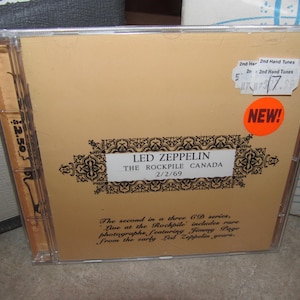 2nd Hand Tunes
2nd Hand Tunes
NEW!
LED ZEPPELIN
THE ROCKPILE CANADA
2/2/69
The second in a three CD series,
Live at the Rockpile includes rare
photographs, featuring Jimmy Page
from the early Led Zeppelin years.